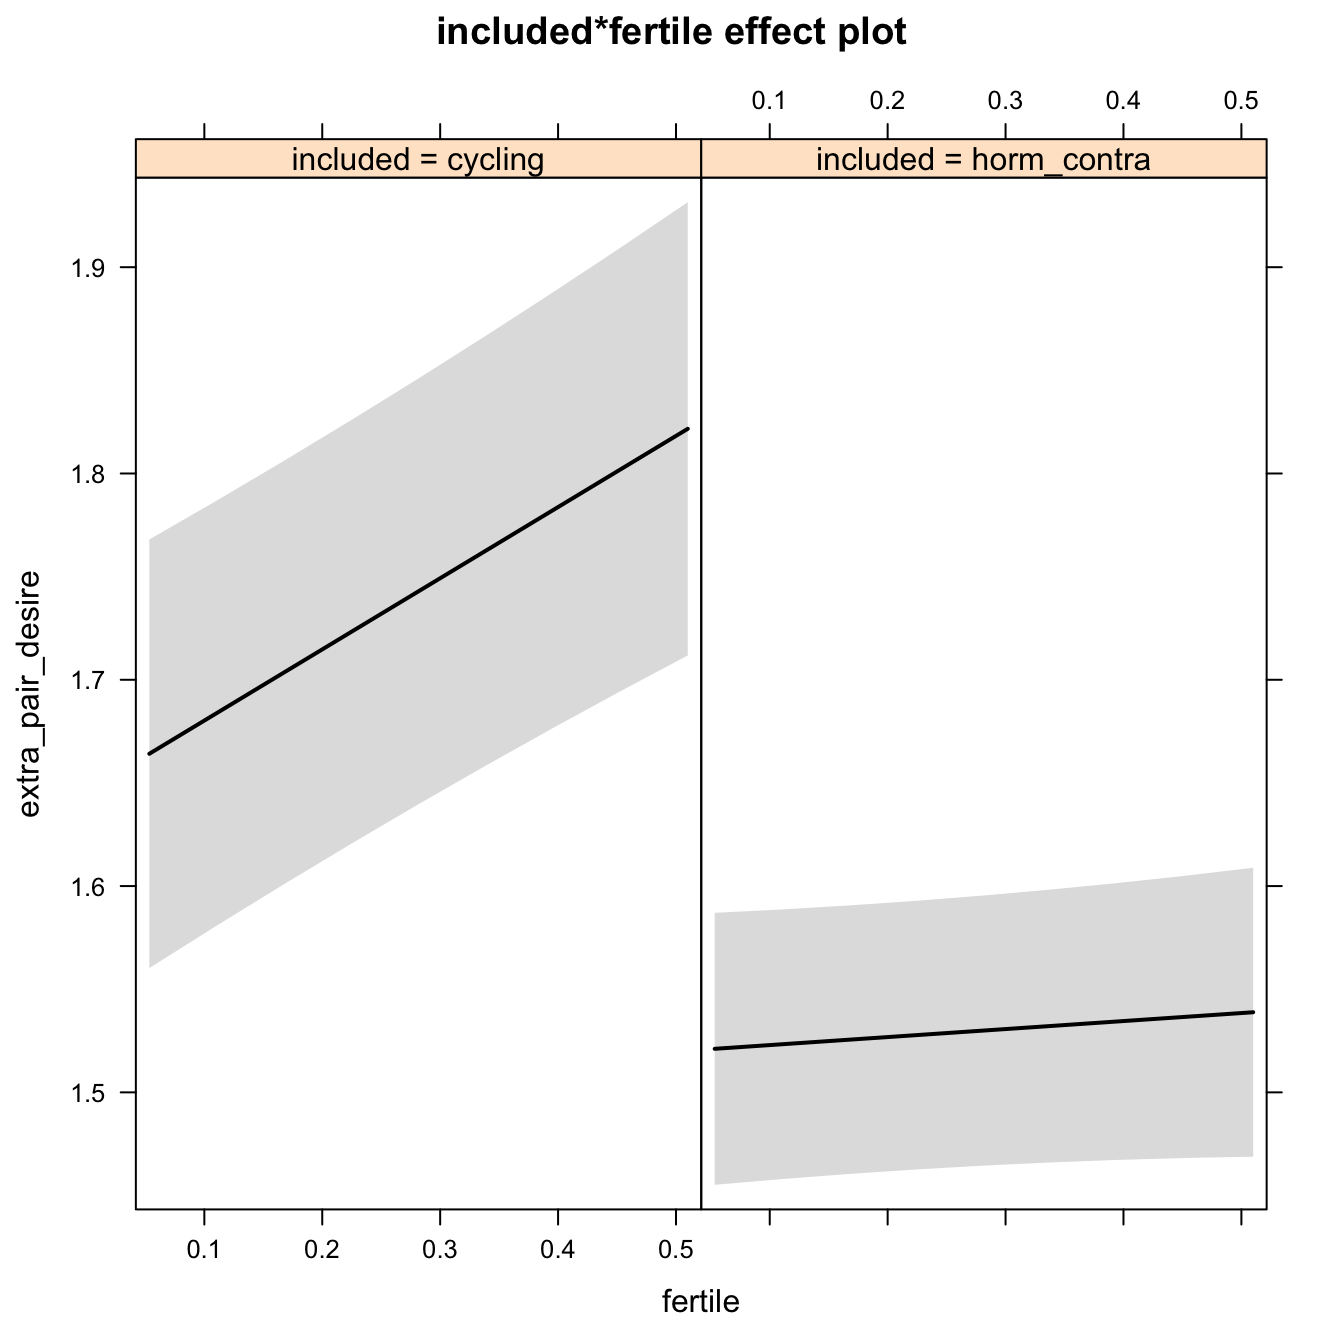 included*fertile effect plot
0.1 0.2 0.3 0.4 0.5
included = cycling included = horm_contra
1.9
1.8
1.7
1.6
1.5
extra_pair_desire
0.1 0.2 0.3 0.4 0.5
fertile